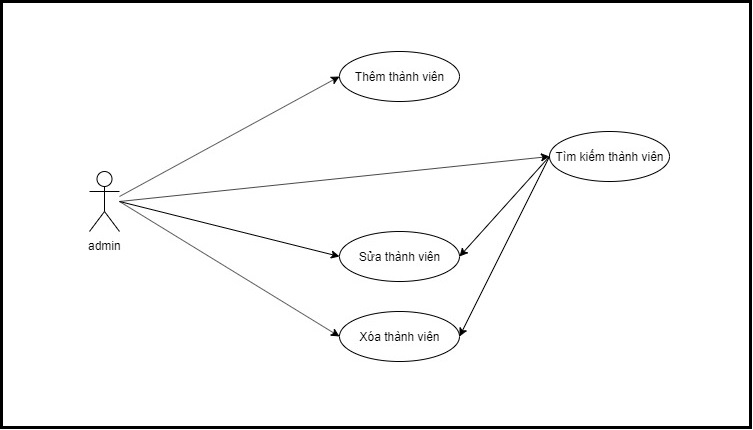 Thêm thành viên
Tìm kiếm thành viên
admin
Sửa thành viên
Xóa thành viên